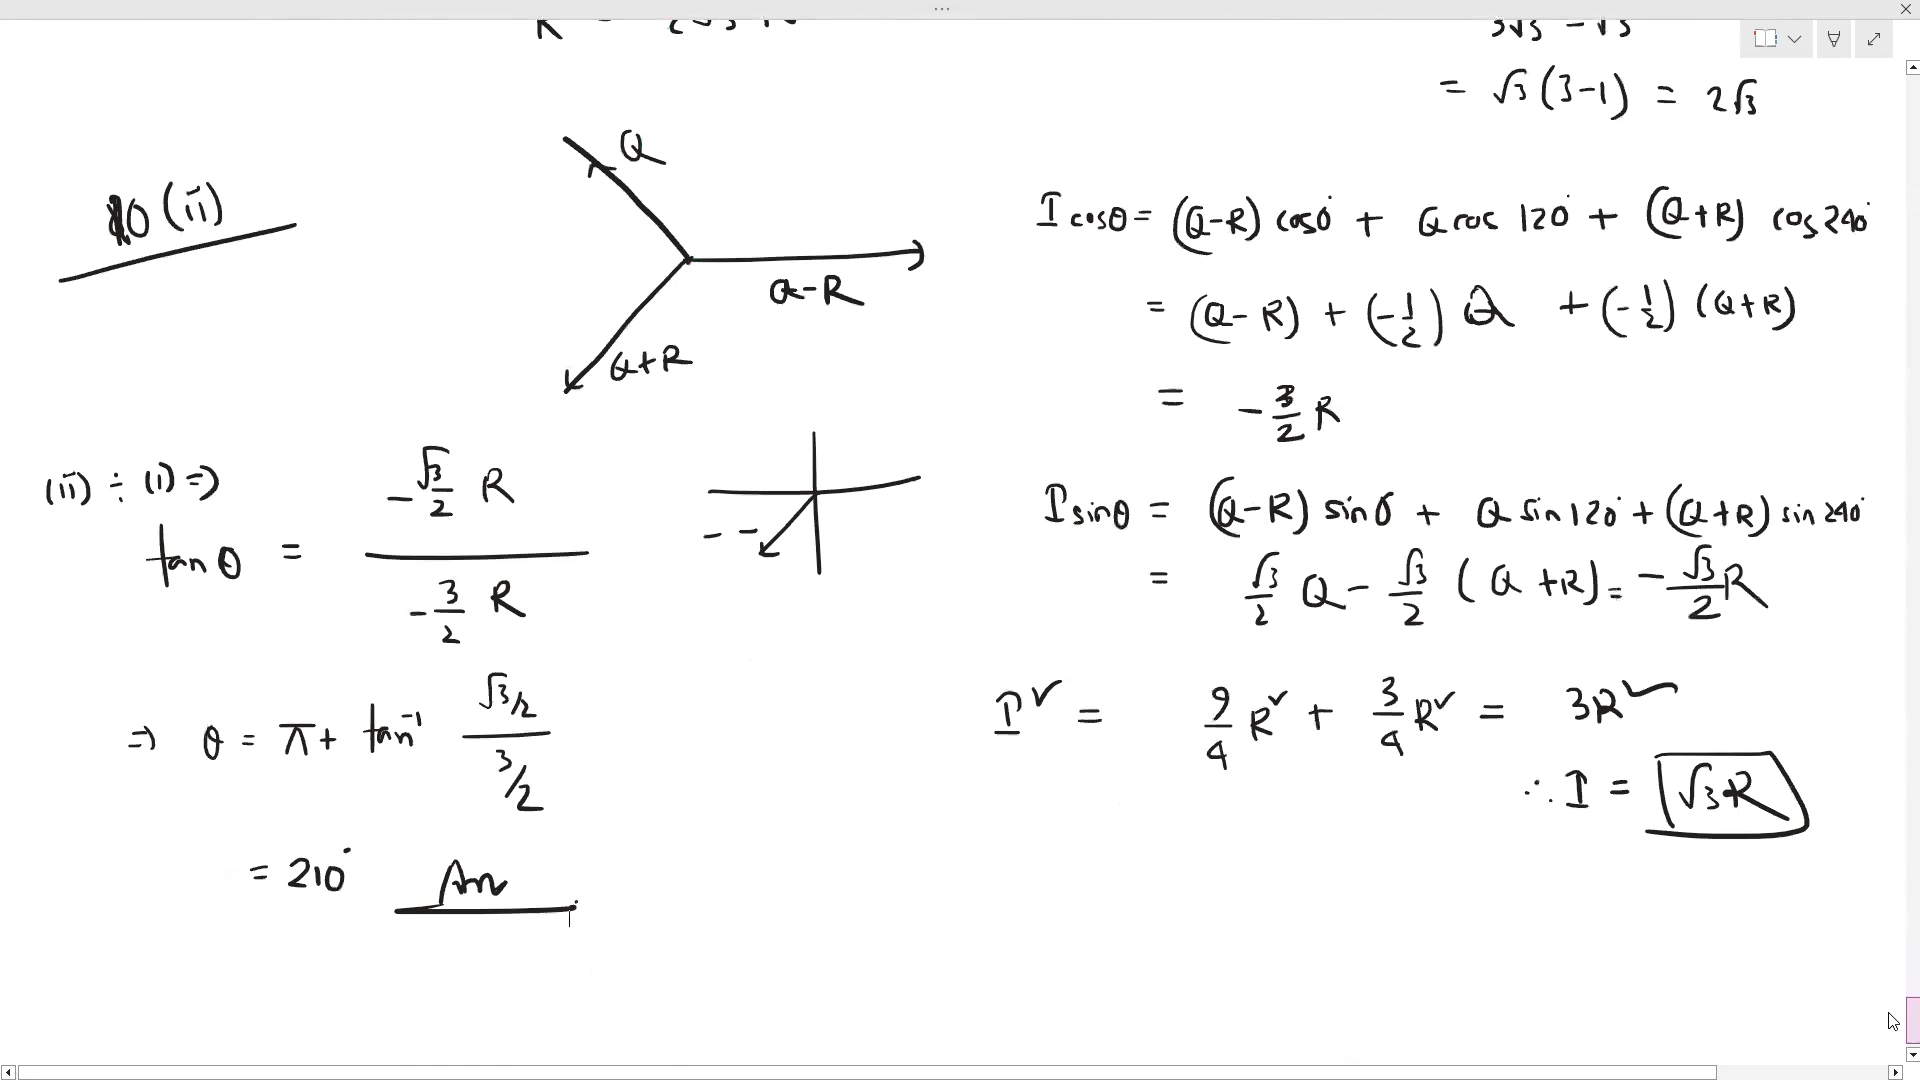 = √3 (3-1) = 2√3
10 (ii)
Q
Q-R
Q+R
I cosθ = (Q-R) cos0° + Q cos 120° + (Q+R) cos 240°
= (Q-R) + (-1/2) Q + (-1/2) (Q+R)
= -3/2 R
I sinθ = (Q-R) sin0° + Q sin 120° + (Q+R) sin 240°
= √3/2 Q - √3/2 (Q+R) = -√3/2 R
I² = 9/4 R² + 3/4 R² = 3R²
∴ I = √3R
(ii) ÷ (i) ⇒
tan θ = (-√3/2 R) / (-3/2 R)
- -
⇒ θ = π + tan⁻¹ (√3/2) / (3/2)
= 210° Ans